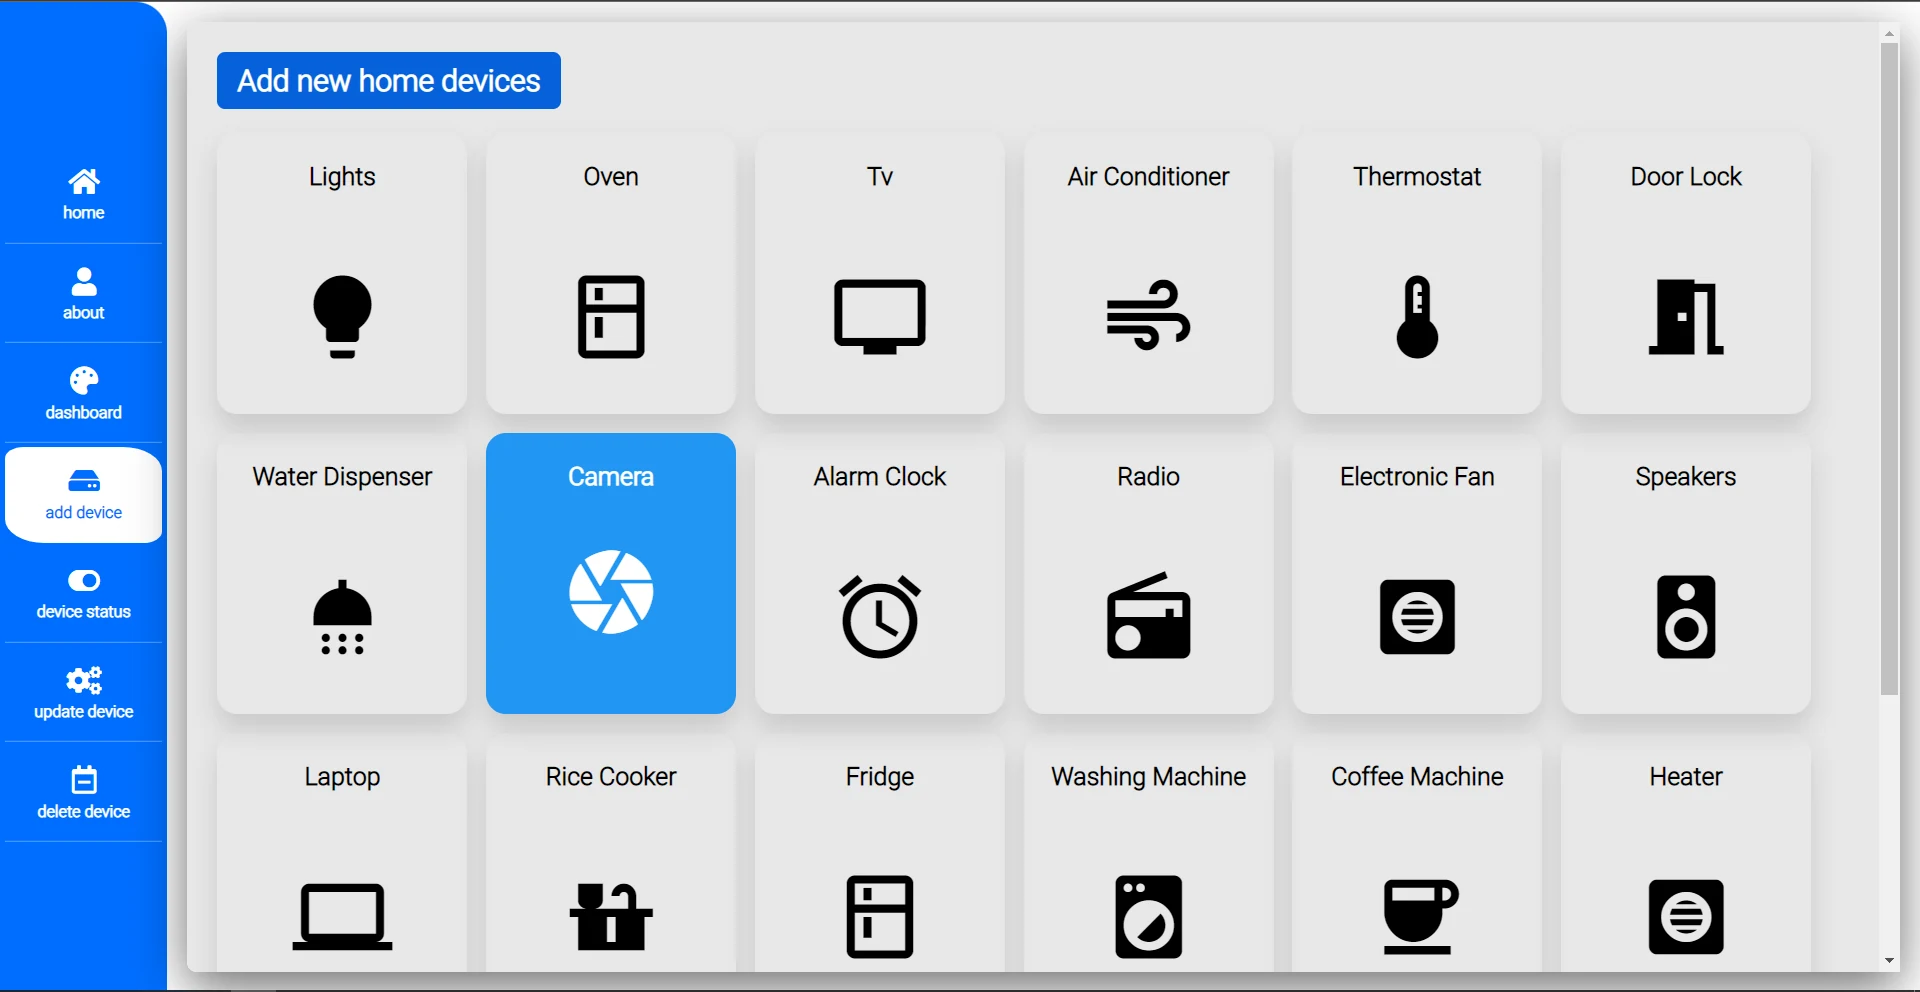 home
about
dashboard
add device
device status
update device
delete device
Add new home devices
Lights
Oven
Tv
Air Conditioner
Thermostat
Door Lock
Water Dispenser
Camera
Alarm Clock
Radio
Electronic Fan
Speakers
Laptop
Rice Cooker
Fridge
Washing Machine
Coffee Machine
Heater